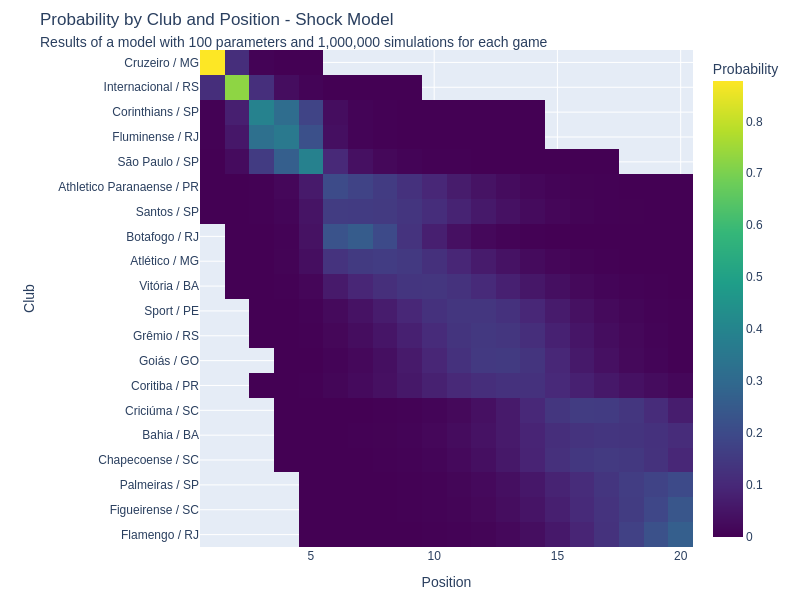 Probability by Club and Position - Shock Model
Results of a model with 100 parameters and 1,000,000 simulations for each game
Probability
Club
Cruzeiro / MG
Internacional / RS
Corinthians / SP
Fluminense / RJ
São Paulo / SP
Athletico Paranaense / PR
Santos / SP
Botafogo / RJ
Atlético / MG
Vitória / BA
Sport / PE
Grêmio / RS
Goiás / GO
Coritiba / PR
Criciúma / SC
Bahia / BA
Chapecoense / SC
Palmeiras / SP
Figueirense / SC
Flamengo / RJ
0.8
0.7
0.6
0.5
0.4
0.3
0.2
0.1
0
5 10 15 20
Position